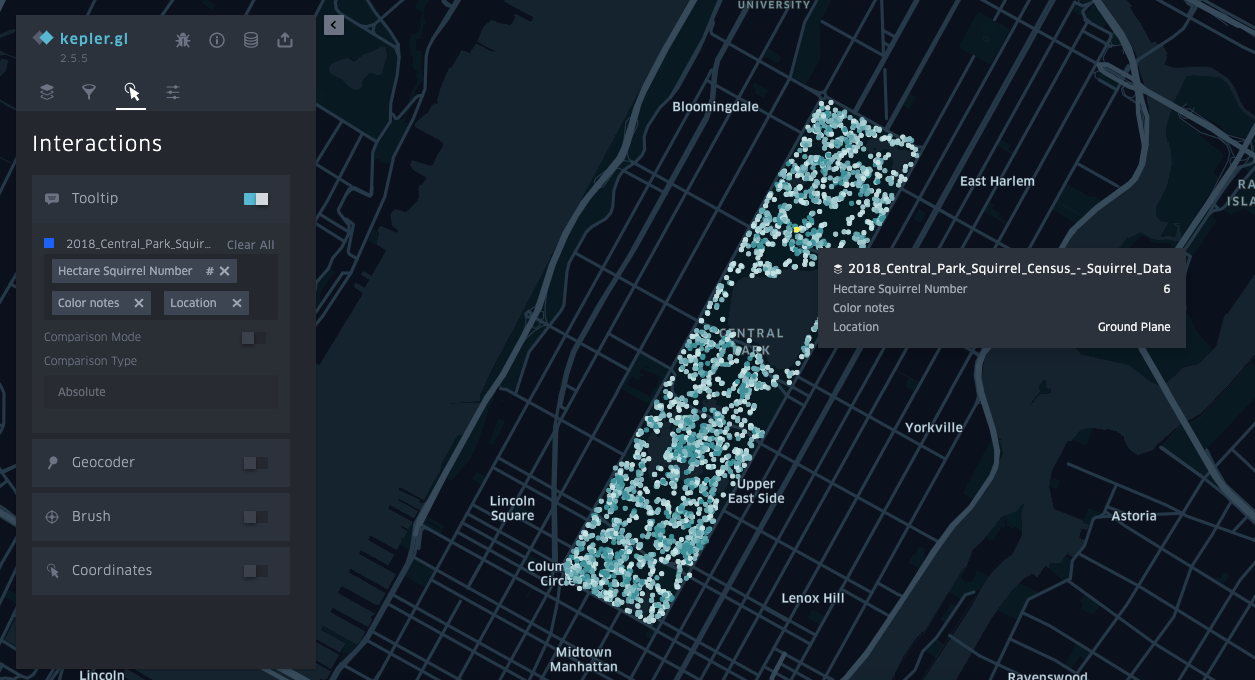 kepler.gl
2.5.5
Interactions
Tooltip
2018_Central_Park_Squir...
Clear All
Hectare Squirrel Number #
Color notes
Location
Comparison Mode
Comparison Type
Absolute
Geocoder
Brush
Coordinates
UNIVERSITY
Bloomingdale
East Harlem
RA
ISLA
2018_Central_Park_Squirrel_Census_-_Squirrel_Data
Hectare Squirrel Number 6
Color notes
Location Ground Plane
CENTRAL
PARK
Yorkville
Upper
East Side
Lincoln
Square
Astoria
Colum
Circle
Lenox Hill
Midtown
Manhattan
Lincoln
Ravenswood